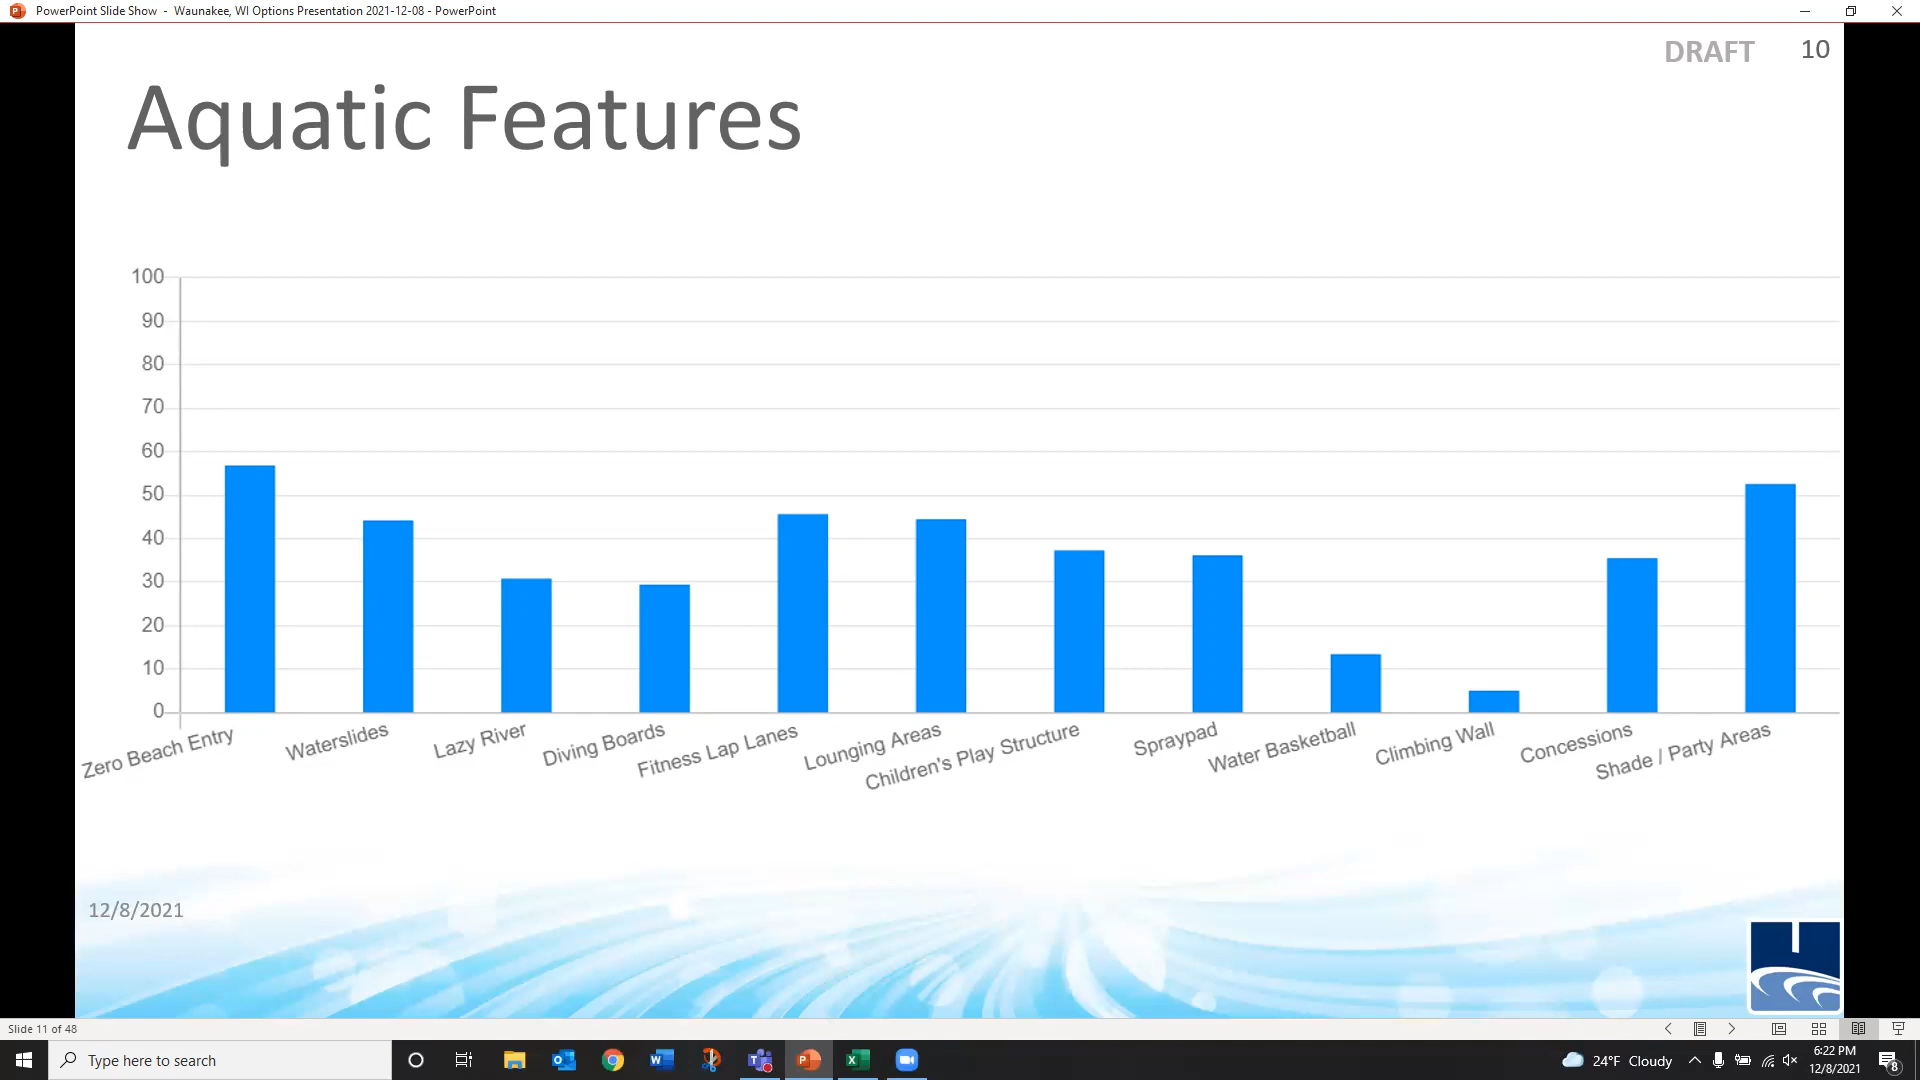 PowerPoint Slide Show - Waunakee, WI Options Presentation 2021-12-08 - PowerPoint
DRAFT 10
Aquatic Features
100
90
80
70
60
50
40
30
20
10
0
Zero Beach Entry
Waterslides
Lazy River
Diving Boards
Fitness Lap Lanes
Lounging Areas
Children's Play Structure
Spraypad
Water Basketball
Climbing Wall
Concessions
Shade / Party Areas
12/8/2021
Slide 11 of 48
Type here to search
24°F Cloudy
6:22 PM
12/8/2021
8